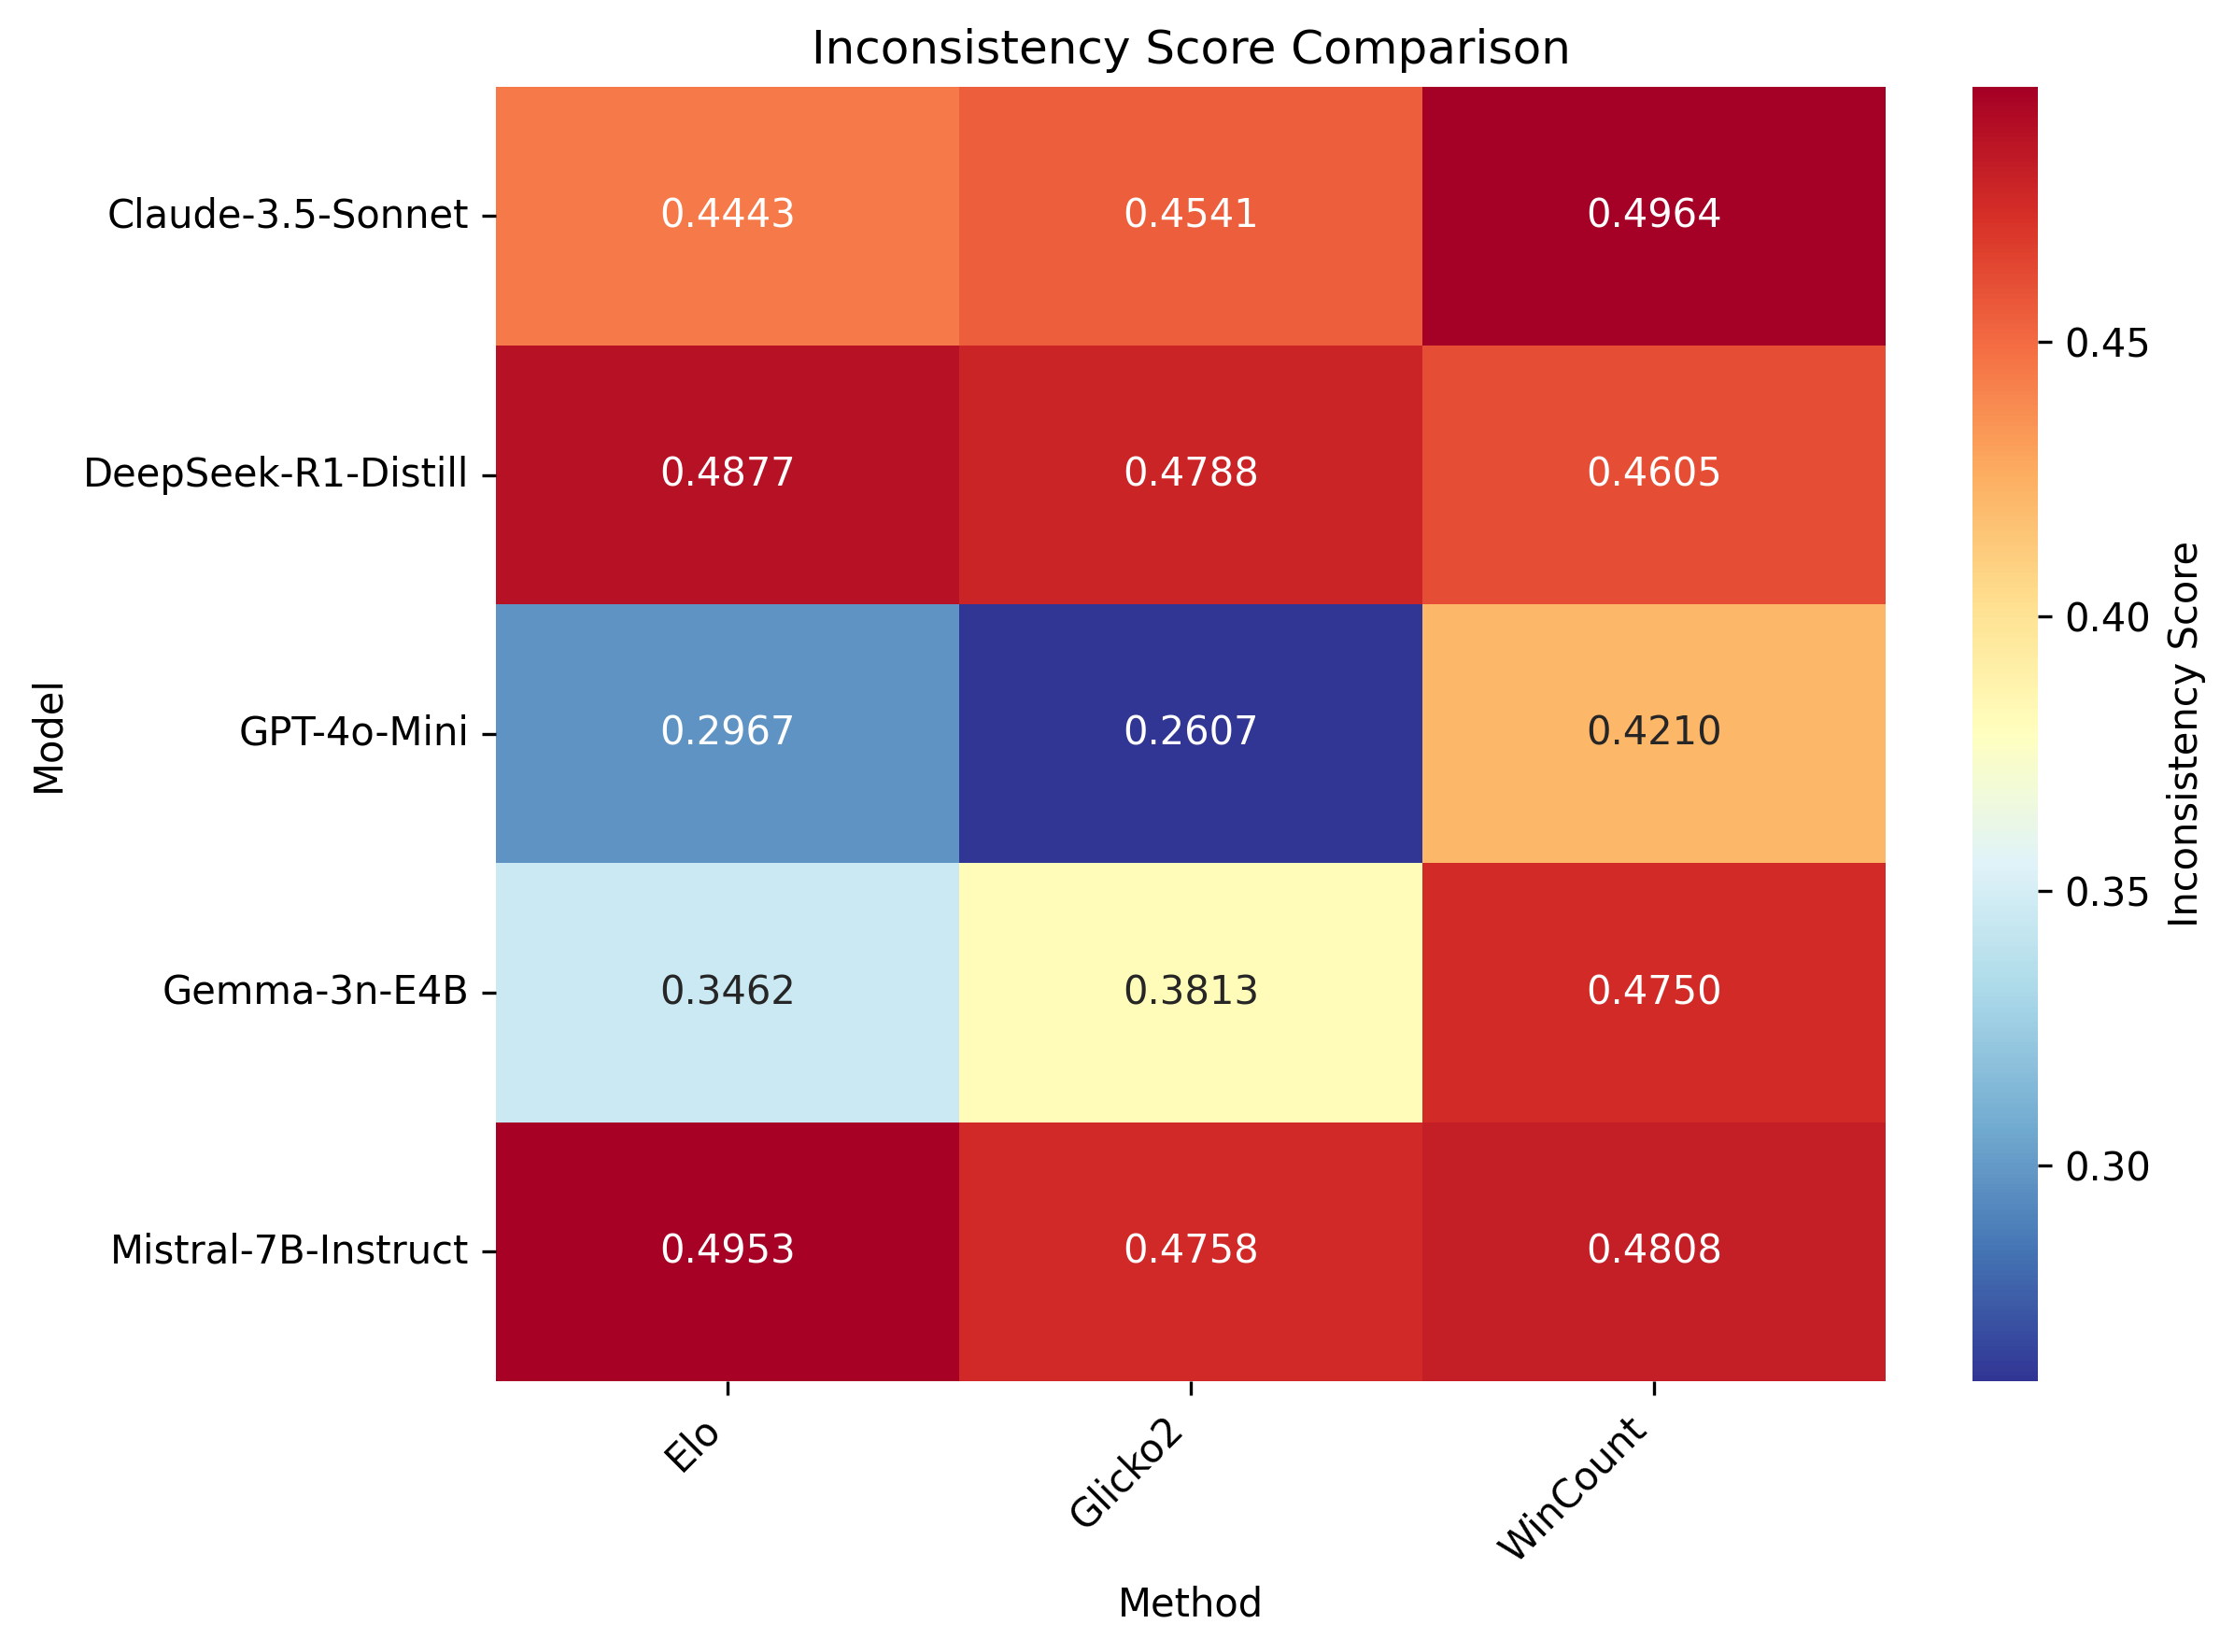 Inconsistency Score Comparison
Claude-3.5-Sonnet 0.4443 0.4541 0.4964
DeepSeek-R1-Distill 0.4877 0.4788 0.4605
GPT-4o-Mini 0.2967 0.2607 0.4210
Gemma-3n-E4B 0.3462 0.3813 0.4750
Mistral-7B-Instruct 0.4953 0.4758 0.4808
Model
Elo Glicko2 WinCount
Method
0.45
0.40
0.35
0.30
Inconsistency Score